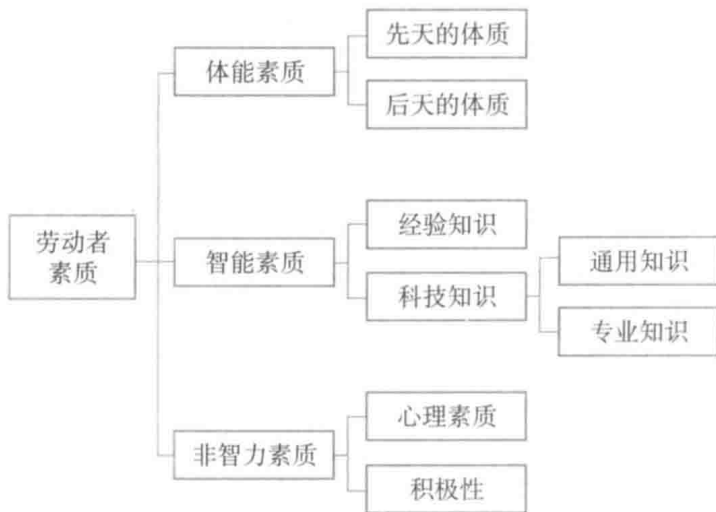 先天的体质
体能素质
后天的体质
经验知识
劳动者
素质
智能素质
通用知识
科技知识
专业知识
心理素质
非智力素质
积极性